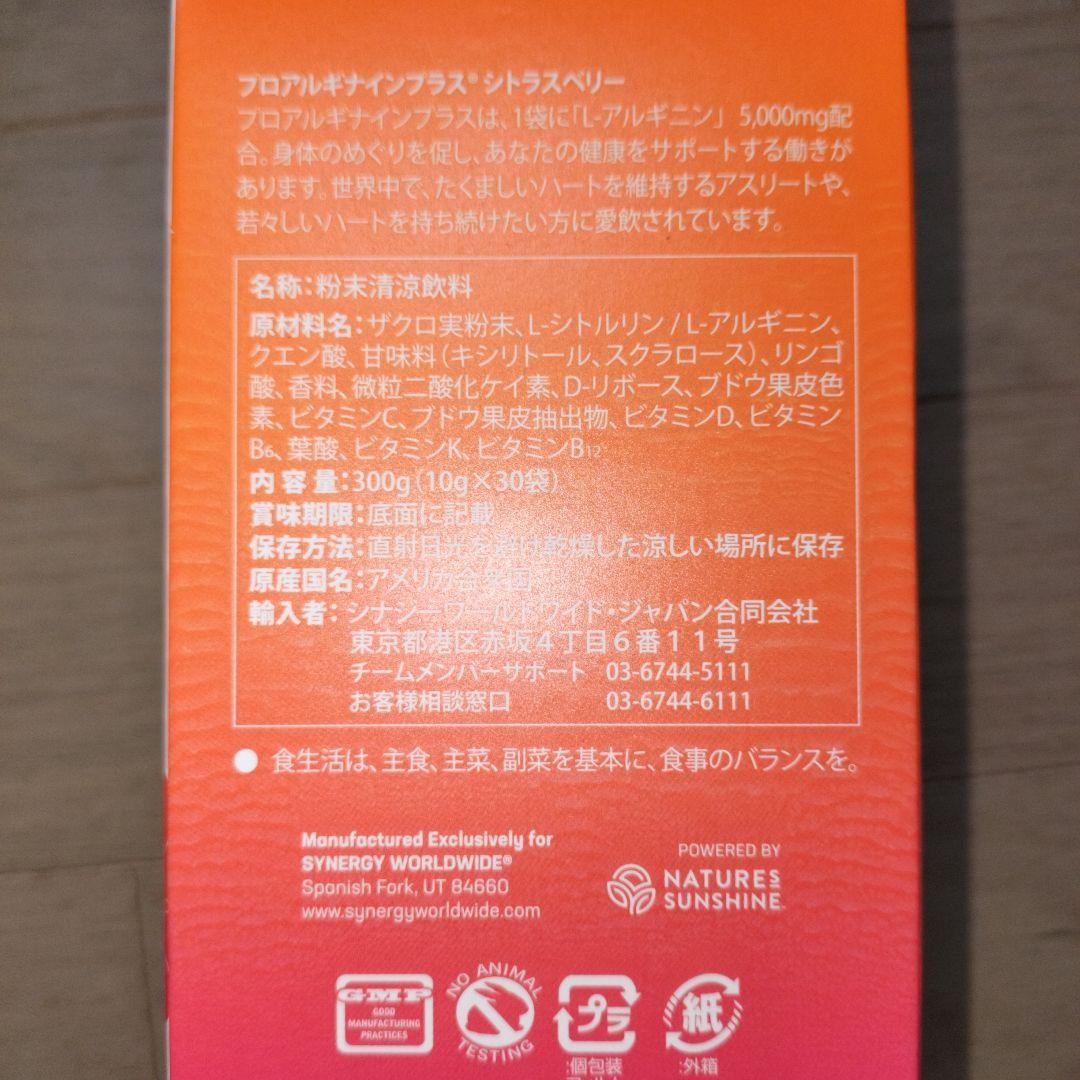 プロアルギナインプラス® シトラスベリー
プロアルギナインプラスは、1袋に「L-アルギニン」 5,000mg配
合。身体のめぐりを促し、あなたの健康をサポートする働きが
あります。世界中で、たくましいハートを維持するアスリートや、
若々しいハートを持ち続けたい方に愛飲されています。
名称：粉末清涼飲料
原材料名：ザクロ実粉末、L-シトルリン / L-アルギニン、
クエン酸、甘味料（キシリトール、スクラロース）、リンゴ
酸、香料、微粒二酸化ケイ素、D-リボース、ブドウ果皮色
素、ビタミンC、ブドウ果皮抽出物、ビタミンD、ビタミン
B₆、葉酸、ビタミンK、ビタミンB₁₂
内容量：300g（10g×30袋）
賞味期限：底面に記載
保存方法：直射日光を避け乾燥した涼しい場所に保存
原産国名：アメリカ合衆国
輸入者：シナジーワールドワイド・ジャパン合同会社
東京都港区赤坂４丁目６番１１号
チームメンバーサポート 03-6744-5111
お客様相談窓口 03-6744-6111
● 食生活は、主食、主菜、副菜を基本に、食事のバランスを。
Manufactured Exclusively for
SYNERGY WORLDWIDE®
Spanish Fork, UT 84660
www.synergyworldwide.com
POWERED BY
NATURES
SUNSHINE
GMP
GOOD
MANUFACTURING
PRACTICES
NO ANIMAL
TESTING
プラ
:個包装
紙
:外箱